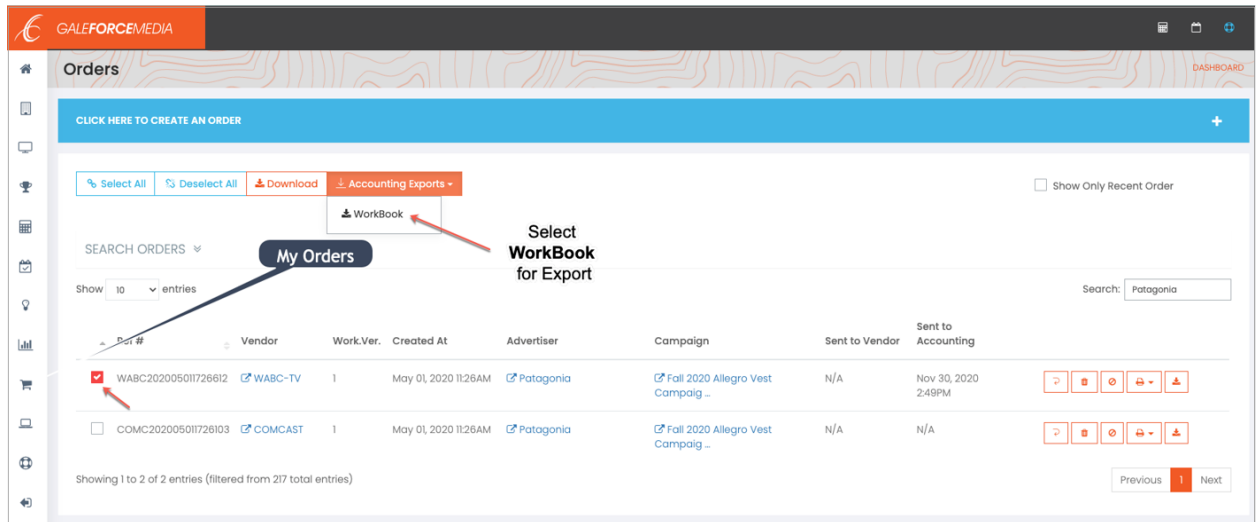 GALEFORCEMEDIA
Orders
DASHBOARD
CLICK HERE TO CREATE AN ORDER
Select All Deselect All Download Accounting Exports
Show Only Recent Order
WorkBook
Select
WorkBook
for Export
SEARCH ORDERS
My Orders
Show 10 entries
Search: Patagonia
# Vendor Work.Ver. Created At Advertiser Campaign Sent to Vendor Sent to
Accounting
WABC202005011726612 WABC-TV 1 May 01, 2020 11:26AM Patagonia Fall 2020 Allegro Vest N/A Nov 30, 2020
Campaig ... 2:49PM
COMC202005011726103 COMCAST 1 May 01, 2020 11:26AM Patagonia Fall 2020 Allegro Vest N/A N/A
Campaig ...
Showing 1 to 2 of 2 entries (filtered from 217 total entries)
Previous 1 Next